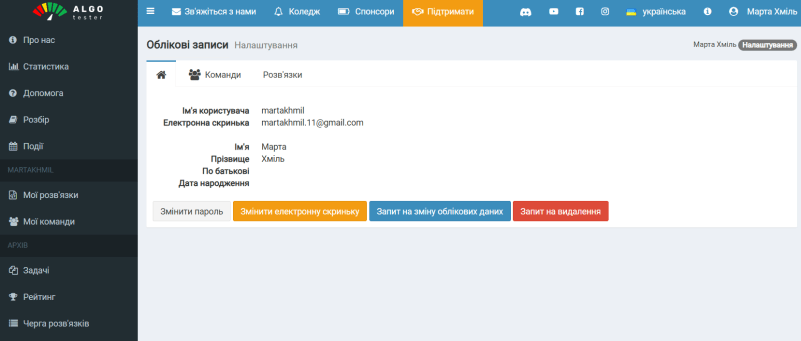 ALGO
tester
Зв'яжіться з нами
Коледж
Спонсори
Підтримати
українська
Марта Хміль
Про нас
Статистика
Допомога
Розбір
Події
MARTAKHMIL
Мої розв'язки
Мої команди
АРХІВ
Задачі
Рейтинг
Черга розв'язків
Облікові записи Налаштування
Марта Хміль Налаштування
Команди
Розв'язки
Ім'я користувача martakhmil
Електронна скринька martakhmil.11@gmail.com
Ім'я Марта
Прізвище Хміль
По батькові
Дата народження
Змінити пароль
Змінити електронну скриньку
Запит на зміну облікових даних
Запит на видалення